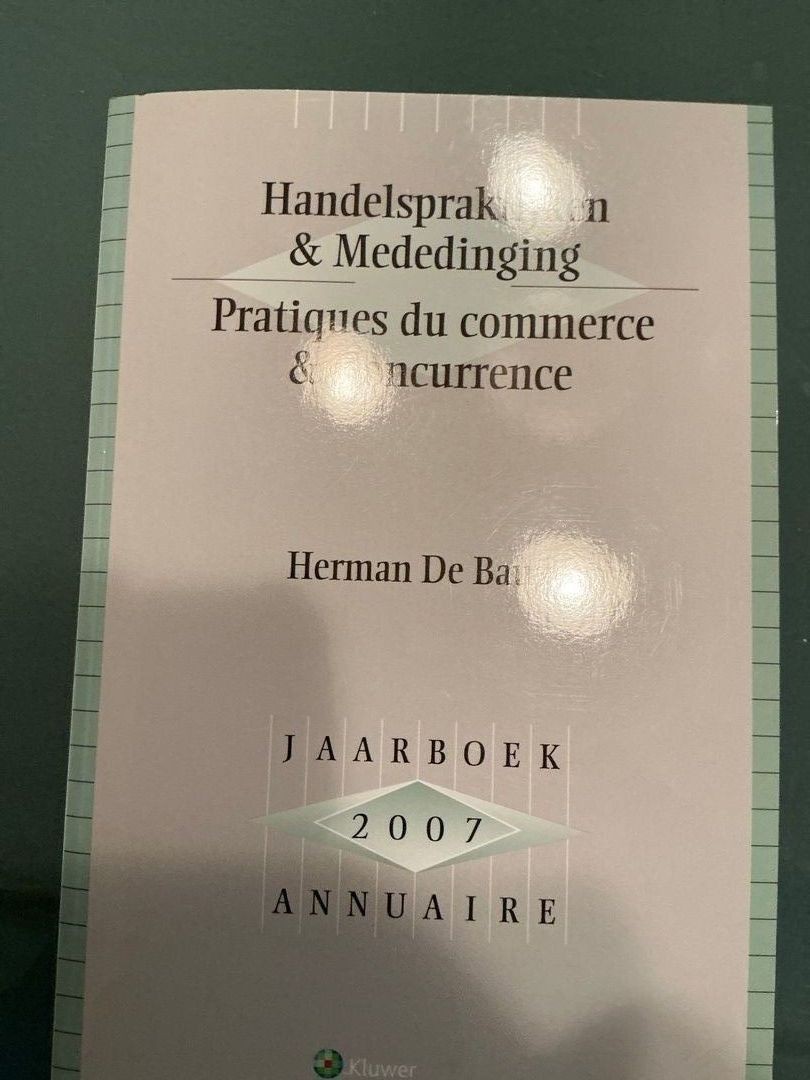 & Mededinging
Pratiques du commerce
&
Herman De
JAARBOEK
2007
ANNUAIRE
Kluwer